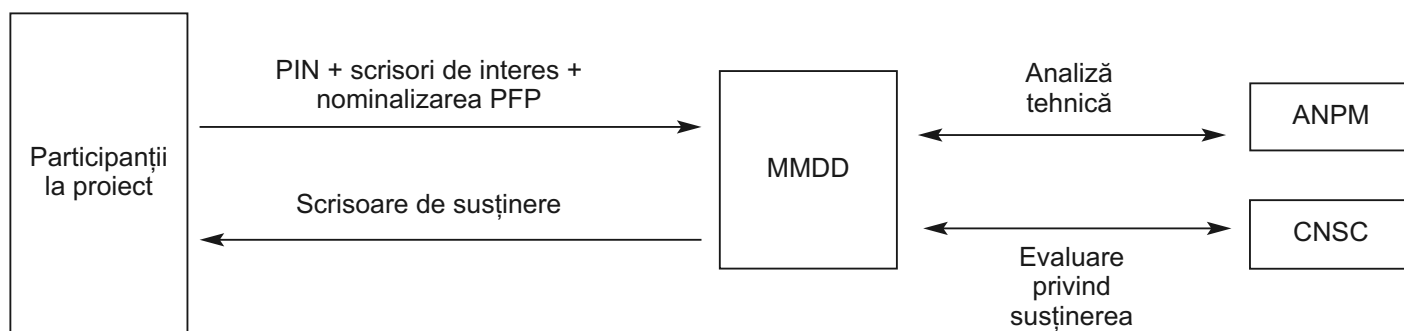 Participanții
la proiect
PIN + scrisori de interes +
nominalizarea PFP
Scrisoare de susținere
MMDD
Analiză
tehnică
ANPM
Evaluare
privind
susținerea
CNSC